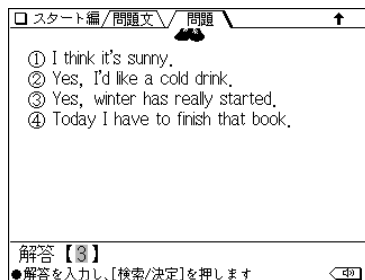 スタート編 問題文 問題
① I think it's sunny.
② Yes, I'd like a cold drink.
③ Yes, winter has really started.
④ Today I have to finish that book.
解答【3】
●解答を入力し、[検索/決定]を押します